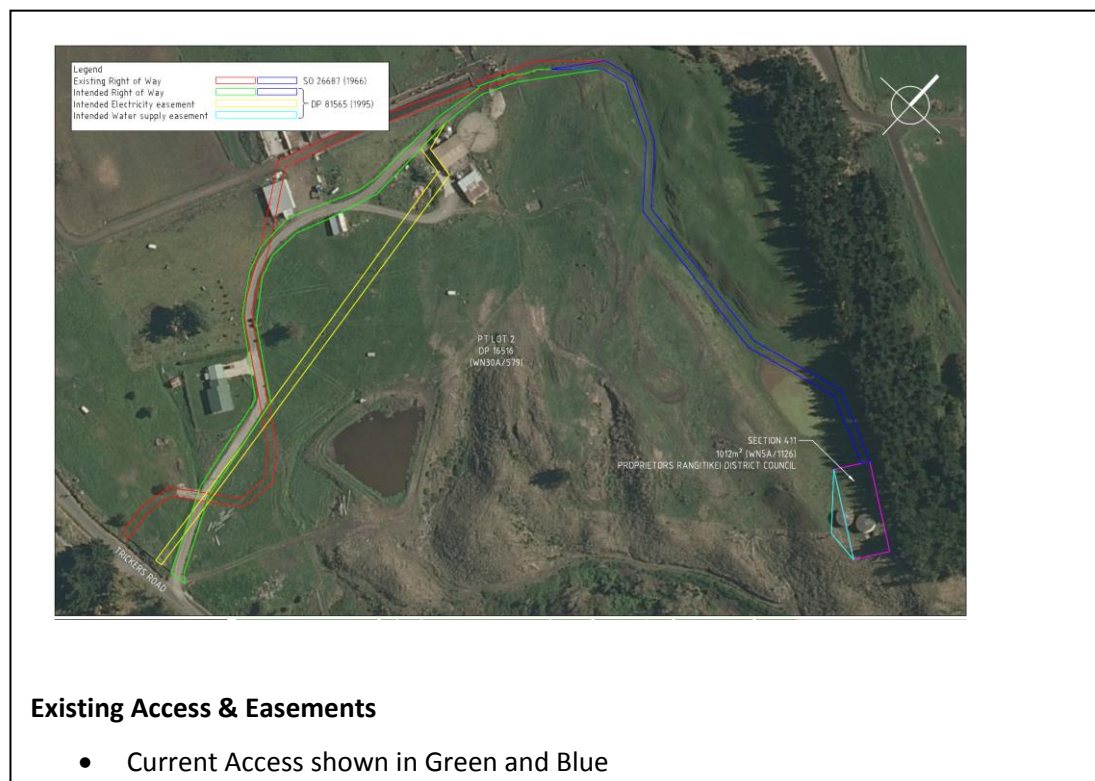 Legend
Existing Right of Way SO 26687 (1966)
Intended Right of Way
Intended Electricity easement DP 81565 (1995)
Intended Water supply easement
PT LOT 2
DP 16516
(WN30A/579)
SECTION 411
1012m² (WN5A/1126)
PROPRIETORS RANGITIKEI DISTRICT COUNCIL
TRICKERS ROAD
Existing Access & Easements
• Current Access shown in Green and Blue